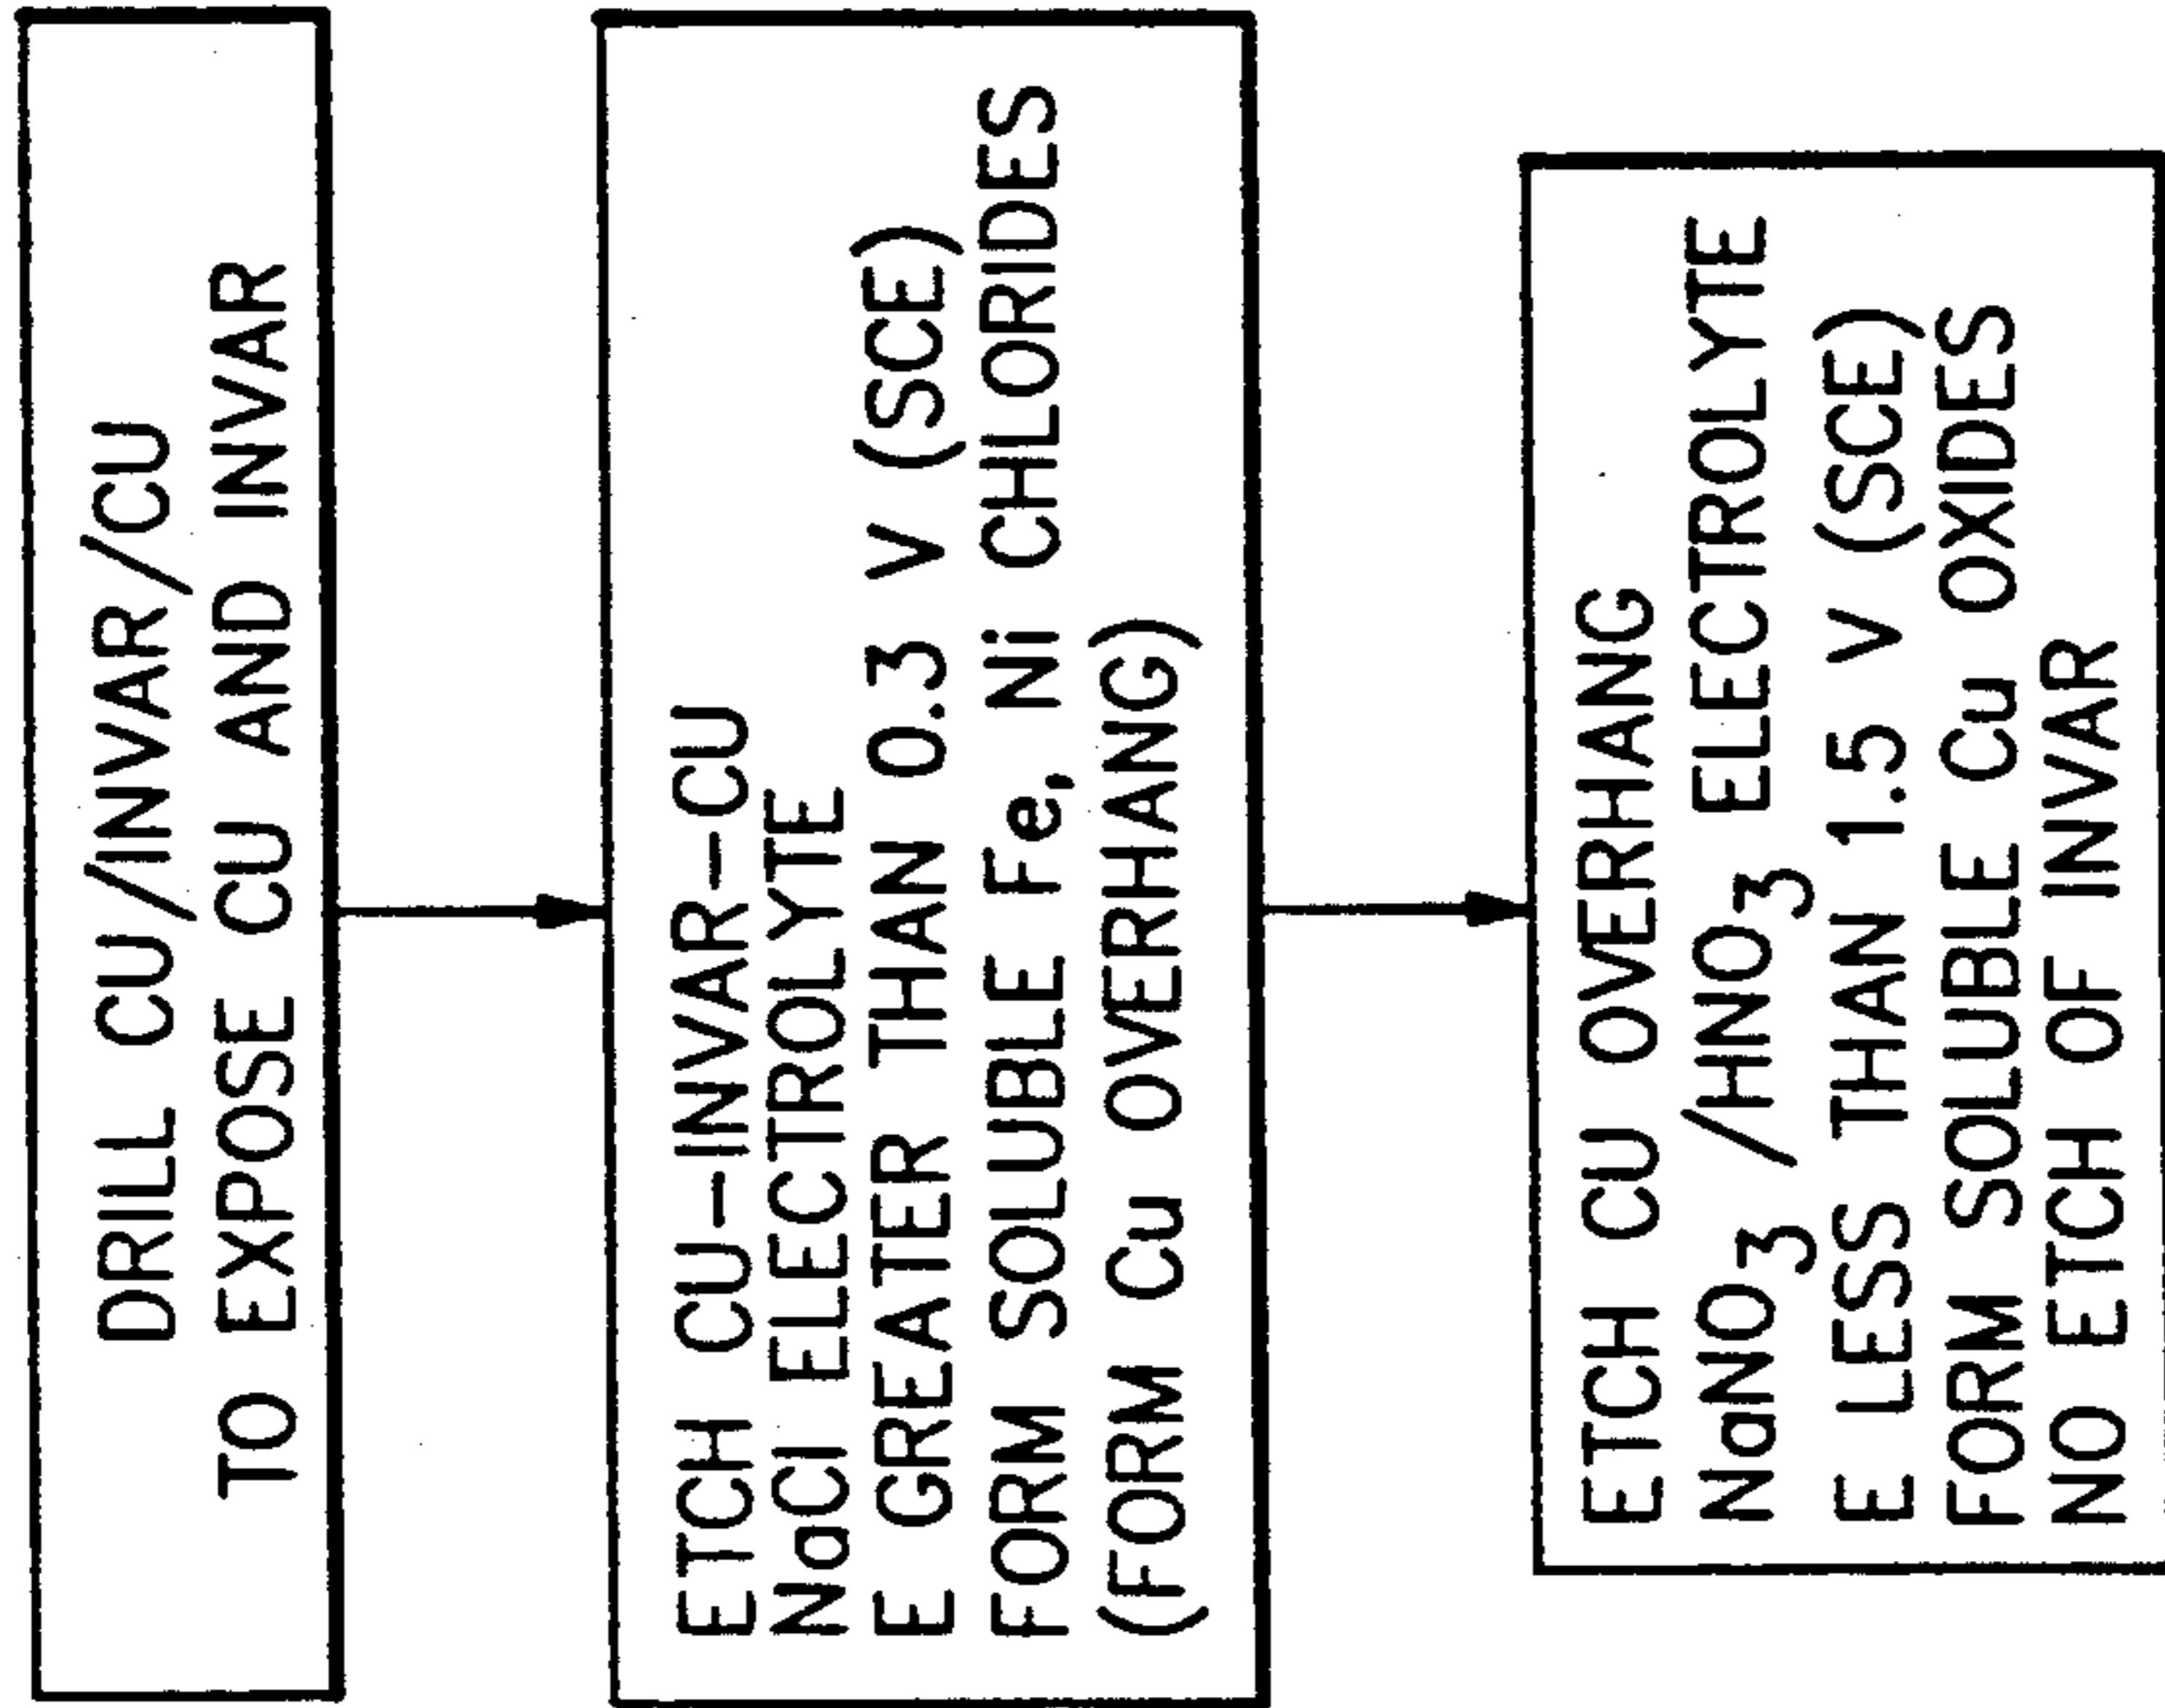 DRILL CU/INVAR/CU
TO EXPOSE CU AND INVAR
ETCH CU-INVAR-CU
NaCl ELECTROLYTE
E GREATER THAN 0.3 V (SCE)
FORM SOLUBLE Fe, Ni CHLORIDES
(FORM Cu OVERHANG)
ETCH CU OVERHANG
NaNO3/HNO3 ELECTROLYTE
E LESS THAN 1.5 V (SCE)
FORM SOLUBLE Cu OXIDES
NO ETCH OF INVAR